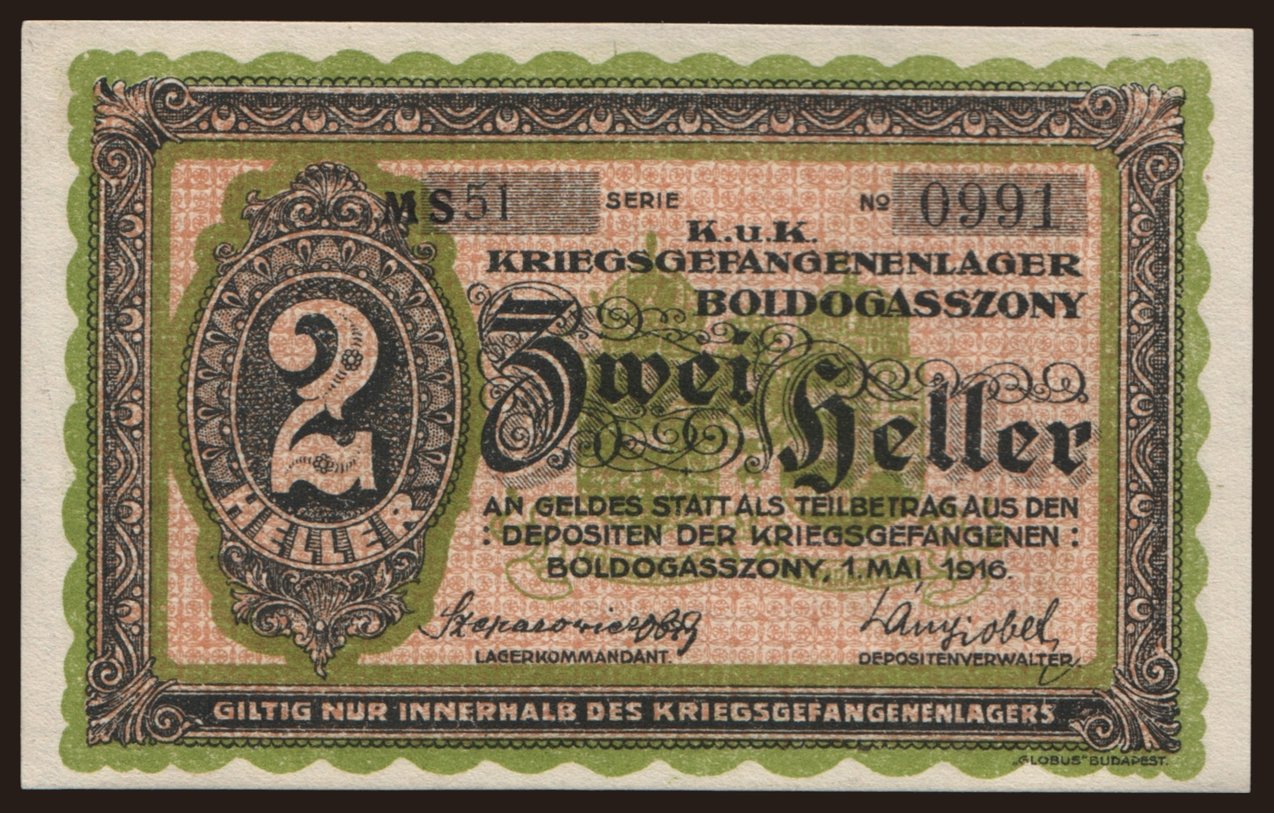 MS51 SERIE № 0991
K.u.K.
KRIEGSGEFANGENENLAGER
BOLDOGASSZONY
2
HELLER
Zwei Heller
AN GELDES STATT ALS TEILBETRAG AUS DEN
: DEPOSITEN DER KRIEGSGEFANGENEN :
BOLDOGASSZONY, 1. MAI 1916.
LAGERKOMMANDANT. DEPOSITENVERWALTER
GILTIG NUR INNERHALB DES KRIEGSGEFANGENENLAGERS
„GLOBUS" BUDAPEST.